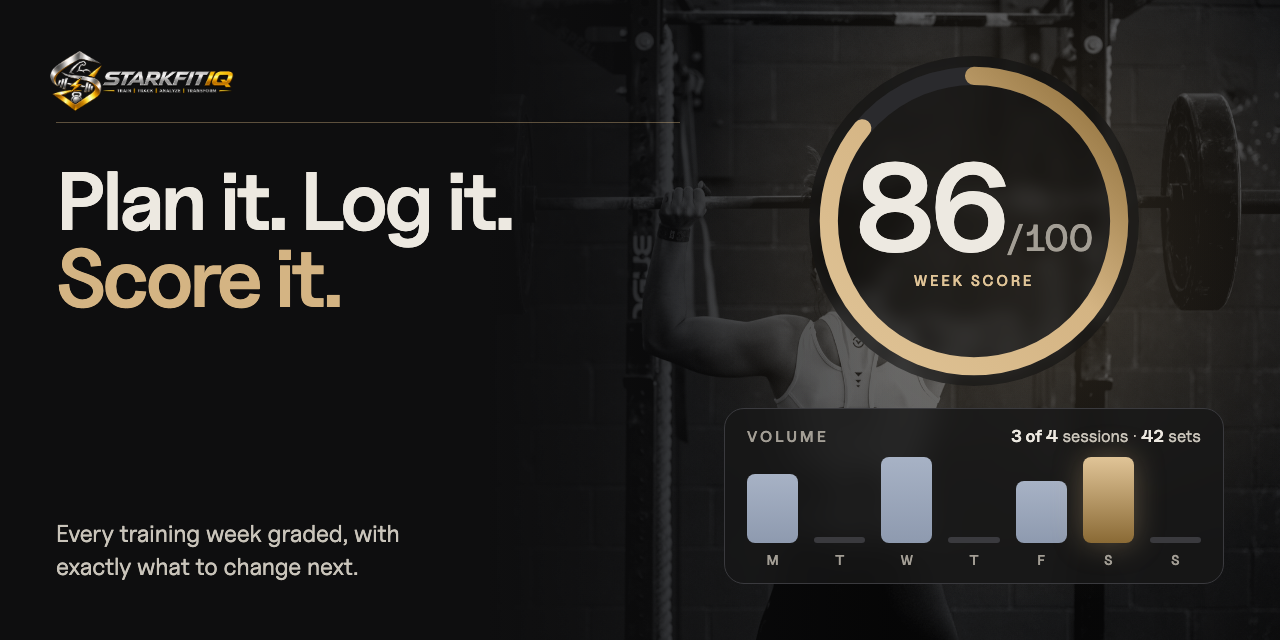 STARKFITIQ
TRAIN | TRACK | ANALYZE | TRANSFORM
Plan it. Log it.
Score it.
86/100
WEEK SCORE
VOLUME
3 of 4 sessions · 42 sets
M T W T F S S
Every training week graded, with
exactly what to change next.